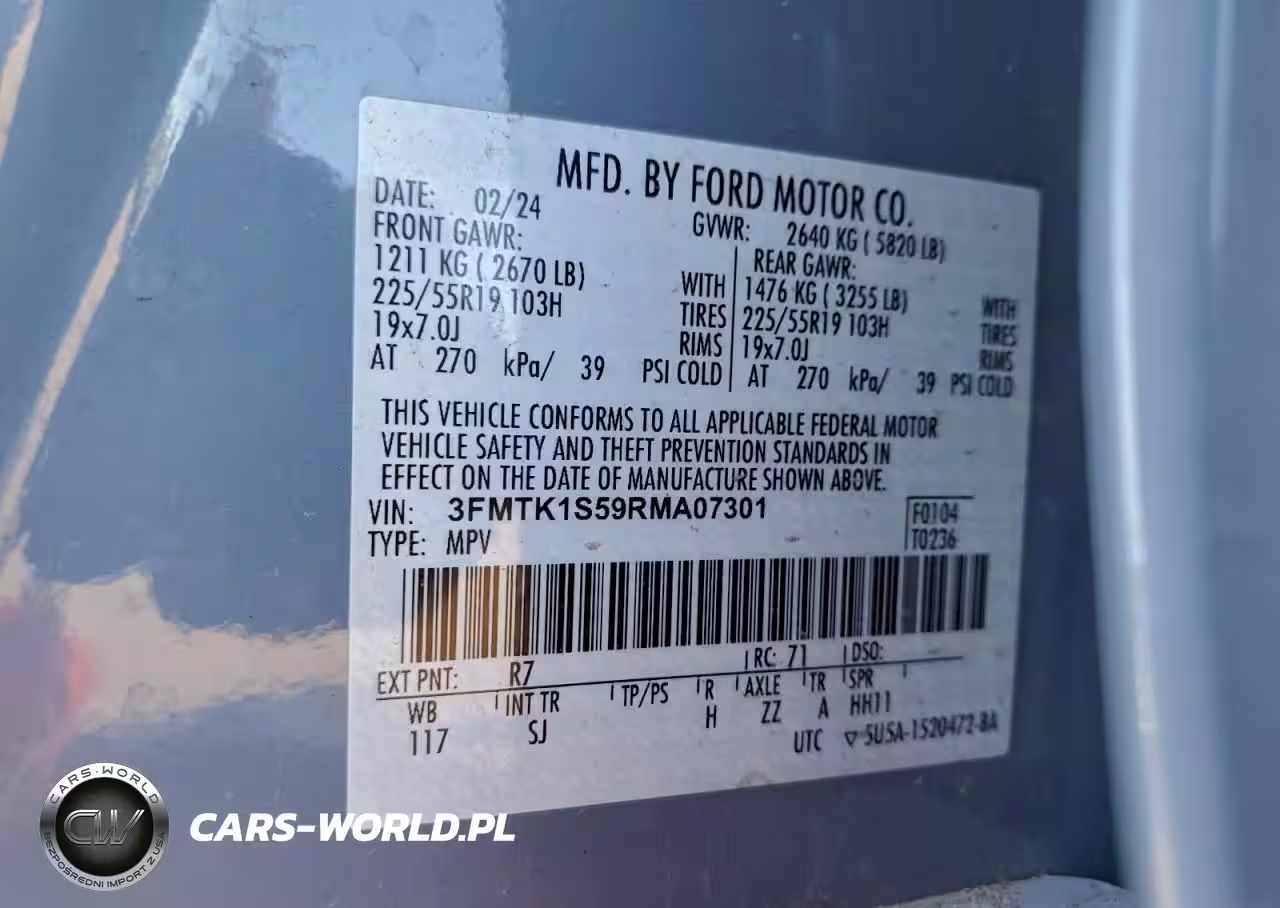 MFD. BY FORD MOTOR CO.
DATE: 02/24 GVWR: 2640 KG ( 5820 LB)
FRONT GAWR: REAR GAWR:
1211 KG ( 2670 LB) WITH 1476 KG ( 3255 LB) WITH
225/55R19 103H TIRES 225/55R19 103H TIRES
19x7.0J RIMS 19x7.0J RIMS
AT 270 kPa/ 39 PSI COLD AT 270 kPa/ 39 PSI COLD
THIS VEHICLE CONFORMS TO ALL APPLICABLE FEDERAL MOTOR
VEHICLE SAFETY AND THEFT PREVENTION STANDARDS IN
EFFECT ON THE DATE OF MANUFACTURE SHOWN ABOVE.
VIN: 3FMTK1S59RMA07301 F0104
TYPE: MPV T0236
EXT PNT: R7 RC: 71 DSO:
WB INT TR TP/PS R AXLE TR SPR
117 SJ H ZZ A HH11
UTC ▽5USA-1520472-BA
CARS-WORLD
CW
BEZPOŚREDNI IMPORT Z USA
CARS-WORLD.PL